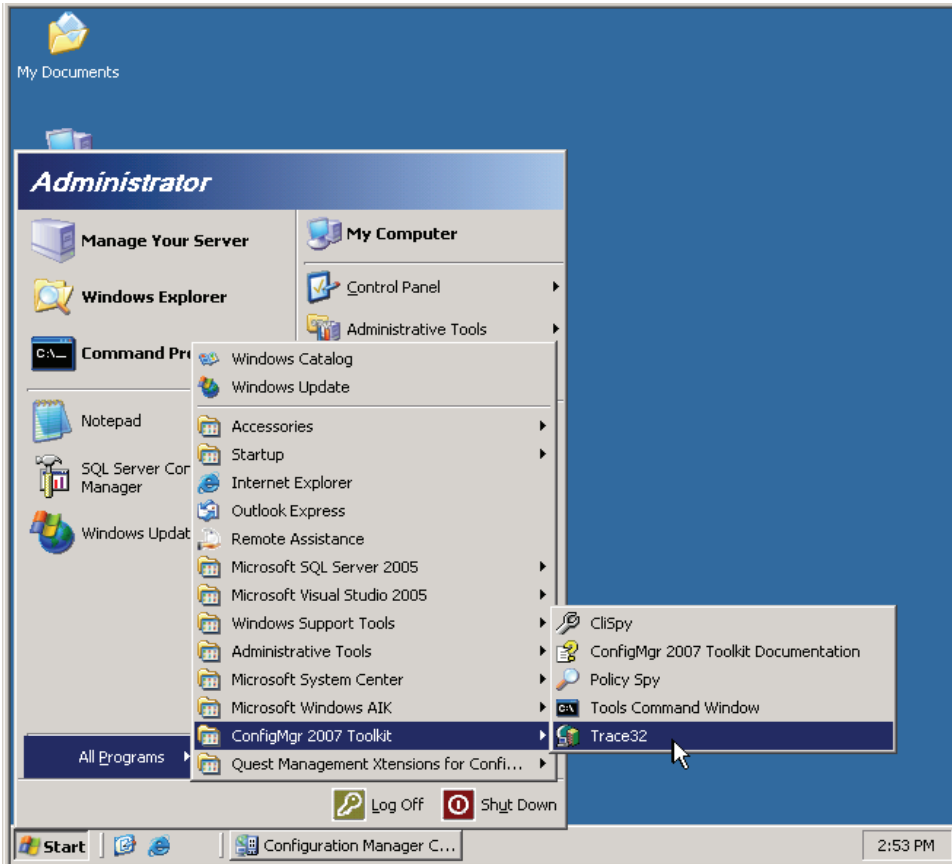 My Documents
Administrator
Manage Your Server
Windows Explorer
Command Pr
Notepad
SQL Server Con
Manager
Windows Updat
All Programs
My Computer
Control Panel
Administrative Tools
Windows Catalog
Windows Update
Accessories
Startup
Internet Explorer
Outlook Express
Remote Assistance
Microsoft SQL Server 2005
Microsoft Visual Studio 2005
Windows Support Tools
Administrative Tools
Microsoft System Center
Microsoft Windows AIK
ConfigMgr 2007 Toolkit
Quest Management Xtensions for Confi...
CliSpy
ConfigMgr 2007 Toolkit Documentation
Policy Spy
Tools Command Window
Trace32
Log Off
Shut Down
Start
Configuration Manager C...
2:53 PM